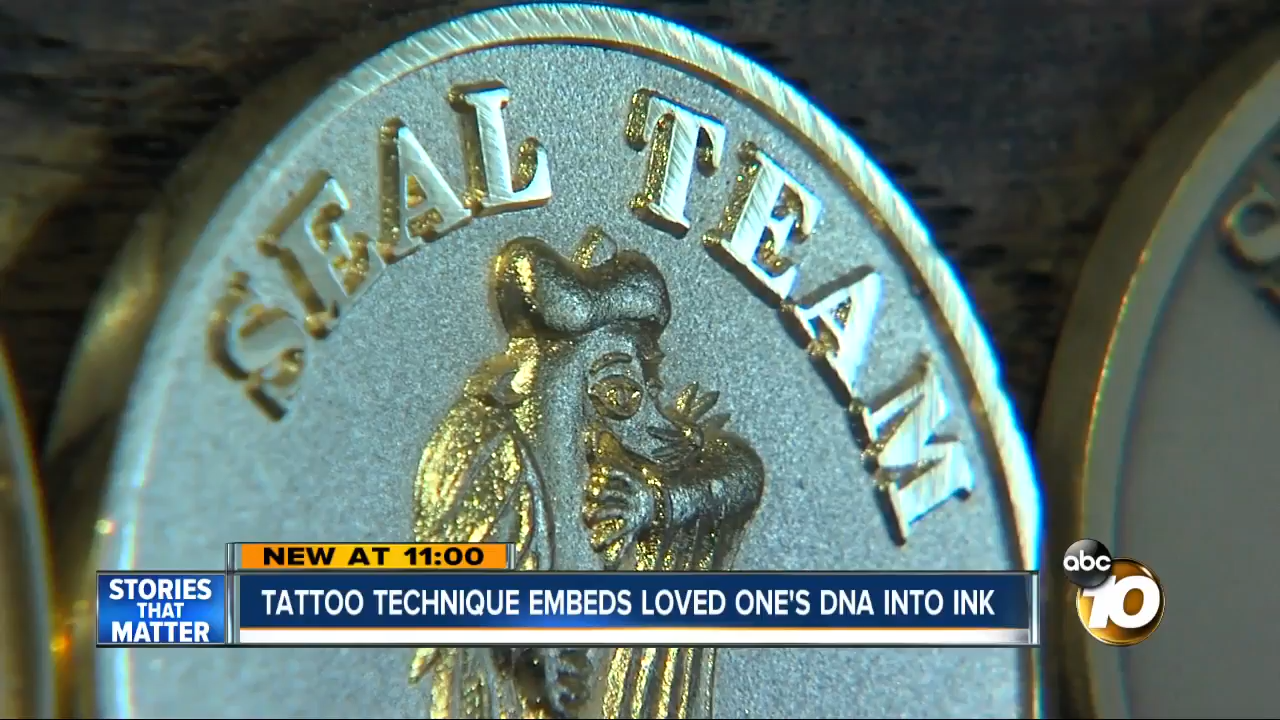 SEAL TEAM
NEW AT 11:00
STORIES
THAT
MATTER
TATTOO TECHNIQUE EMBEDS LOVED ONE'S DNA INTO INK
abc
10
S